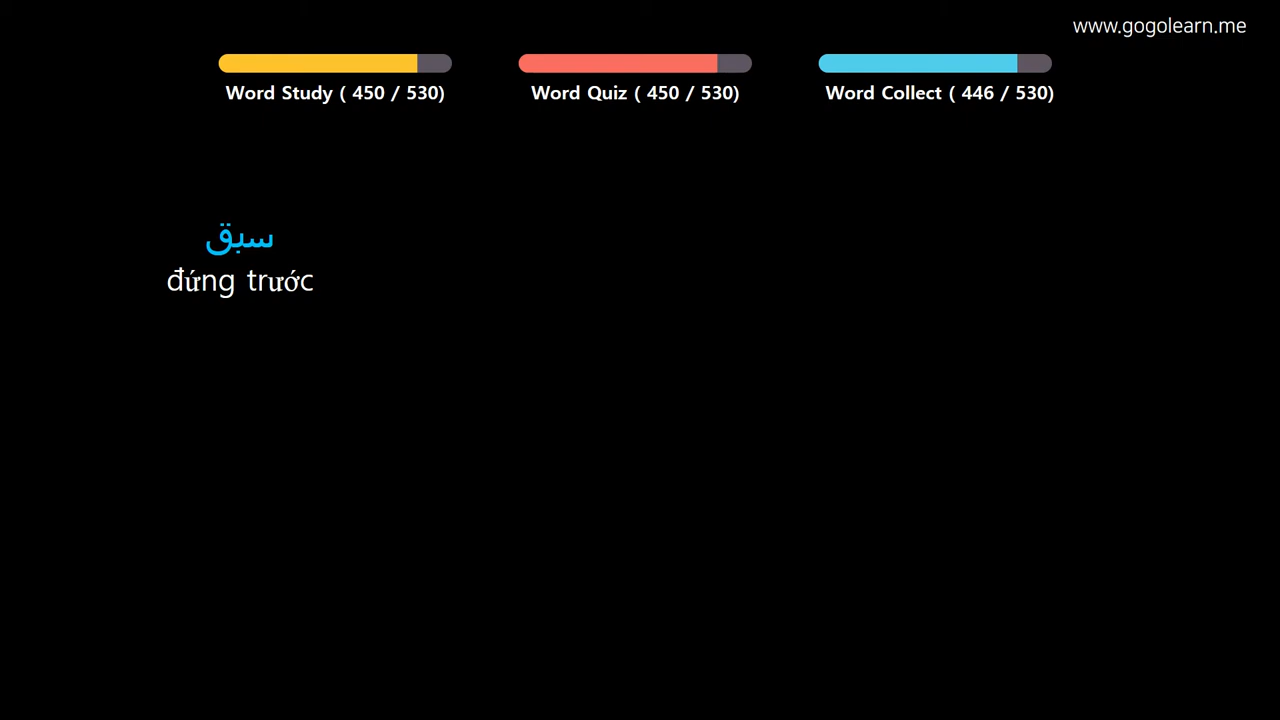 www.gogolearn.me
Word Study ( 450 / 530)
Word Quiz ( 450 / 530)
Word Collect ( 446 / 530)
سبق
đứng trước